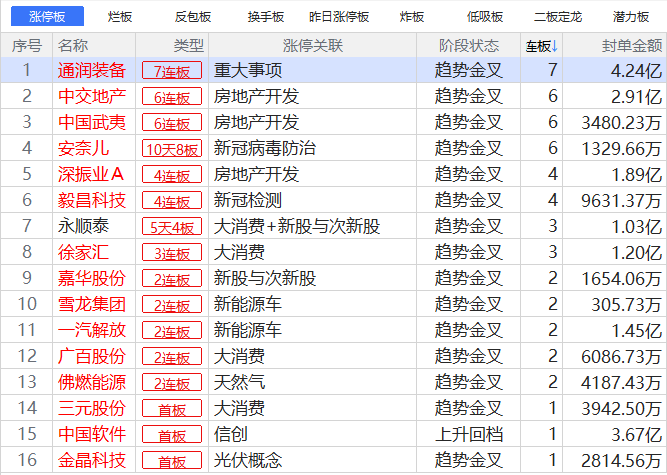 涨停板 烂板 反包板 换手板 昨日涨停板 炸板 低吸板 二板定龙 潜力板
序号 名称 类型 涨停关联 阶段状态 连板↓ 封单金额
1 通润装备 7连板 重大事项 趋势金叉 7 4.24亿
2 中交地产 6连板 房地产开发 趋势金叉 6 2.91亿
3 中国武夷 6连板 房地产开发 趋势金叉 6 3480.23万
4 安奈儿 10天8板 新冠病毒防治 趋势金叉 6 1329.66万
5 深振业A 4连板 房地产开发 趋势金叉 4 1.89亿
6 毅昌科技 4连板 新冠检测 趋势金叉 4 9631.37万
7 永顺泰 5天4板 大消费+新股与次新股 趋势金叉 3 1.03亿
8 徐家汇 3连板 大消费 趋势金叉 3 1.20亿
9 嘉华股份 2连板 新股与次新股 趋势金叉 2 1654.06万
10 雪龙集团 2连板 新能源车 趋势金叉 2 305.73万
11 一汽解放 2连板 新能源车 趋势金叉 2 1.45亿
12 广百股份 2连板 大消费 趋势金叉 2 6086.73万
13 佛燃能源 2连板 天然气 趋势金叉 2 4187.43万
14 三元股份 首板 大消费 趋势金叉 1 3942.50万
15 中国软件 首板 信创 上升回档 1 3.67亿
16 金晶科技 首板 光伏概念 趋势金叉 1 2814.56万